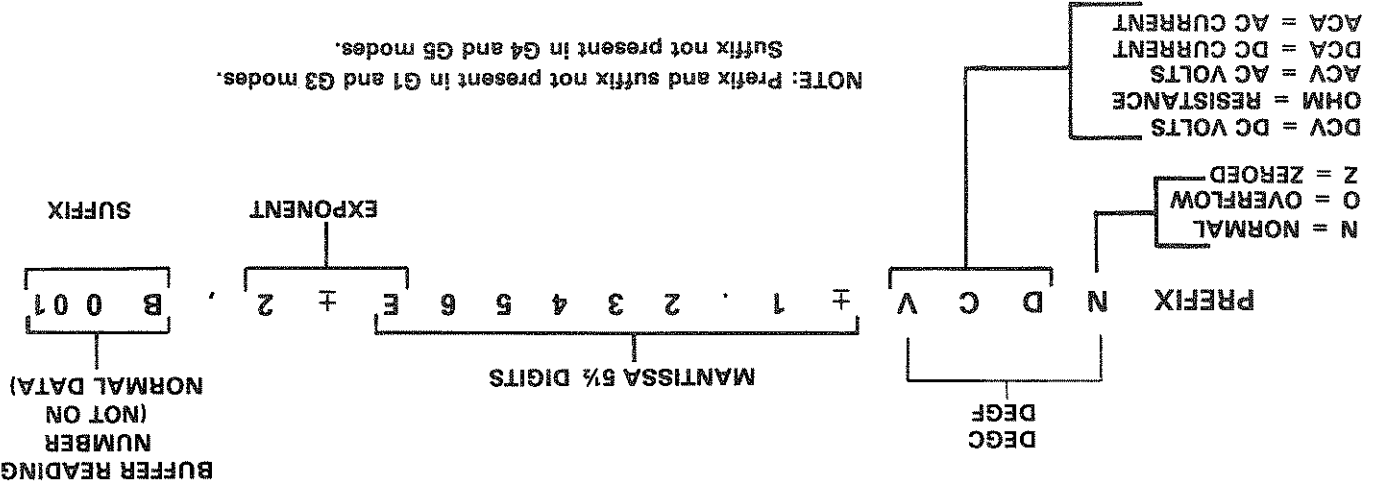 BUFFER READING
NUMBER
(NOT ON
NORMAL DATA)
DEGC
DEGF
MANTISSA 5½ DIGITS
PREFIX N D C V ± 1 . 2 3 4 5 6 E ± 2 , B 0 0 1
EXPONENT
SUFFIX
N = NORMAL
O = OVERFLOW
Z = ZEROED
DCV = DC VOLTS
OHM = RESISTANCE
ACV = AC VOLTS
DCA = DC CURRENT
ACA = AC CURRENT
NOTE: Prefix and suffix not present in G1 and G3 modes.
Suffix not present in G4 and G5 modes.